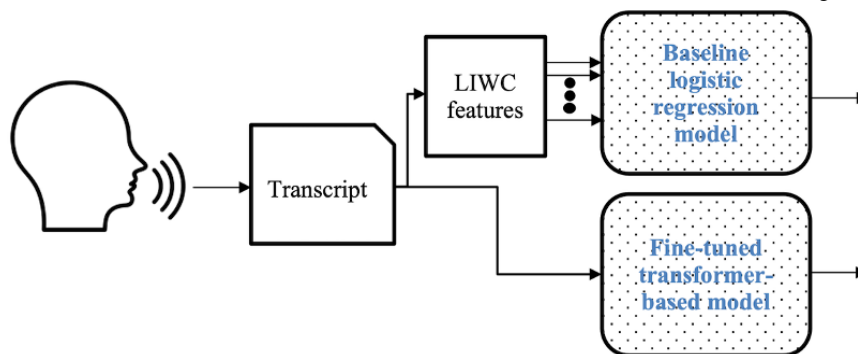 Transcript
LIWC
features
Baseline
logistic
regression
model
Fine-tuned
transformer-
based model